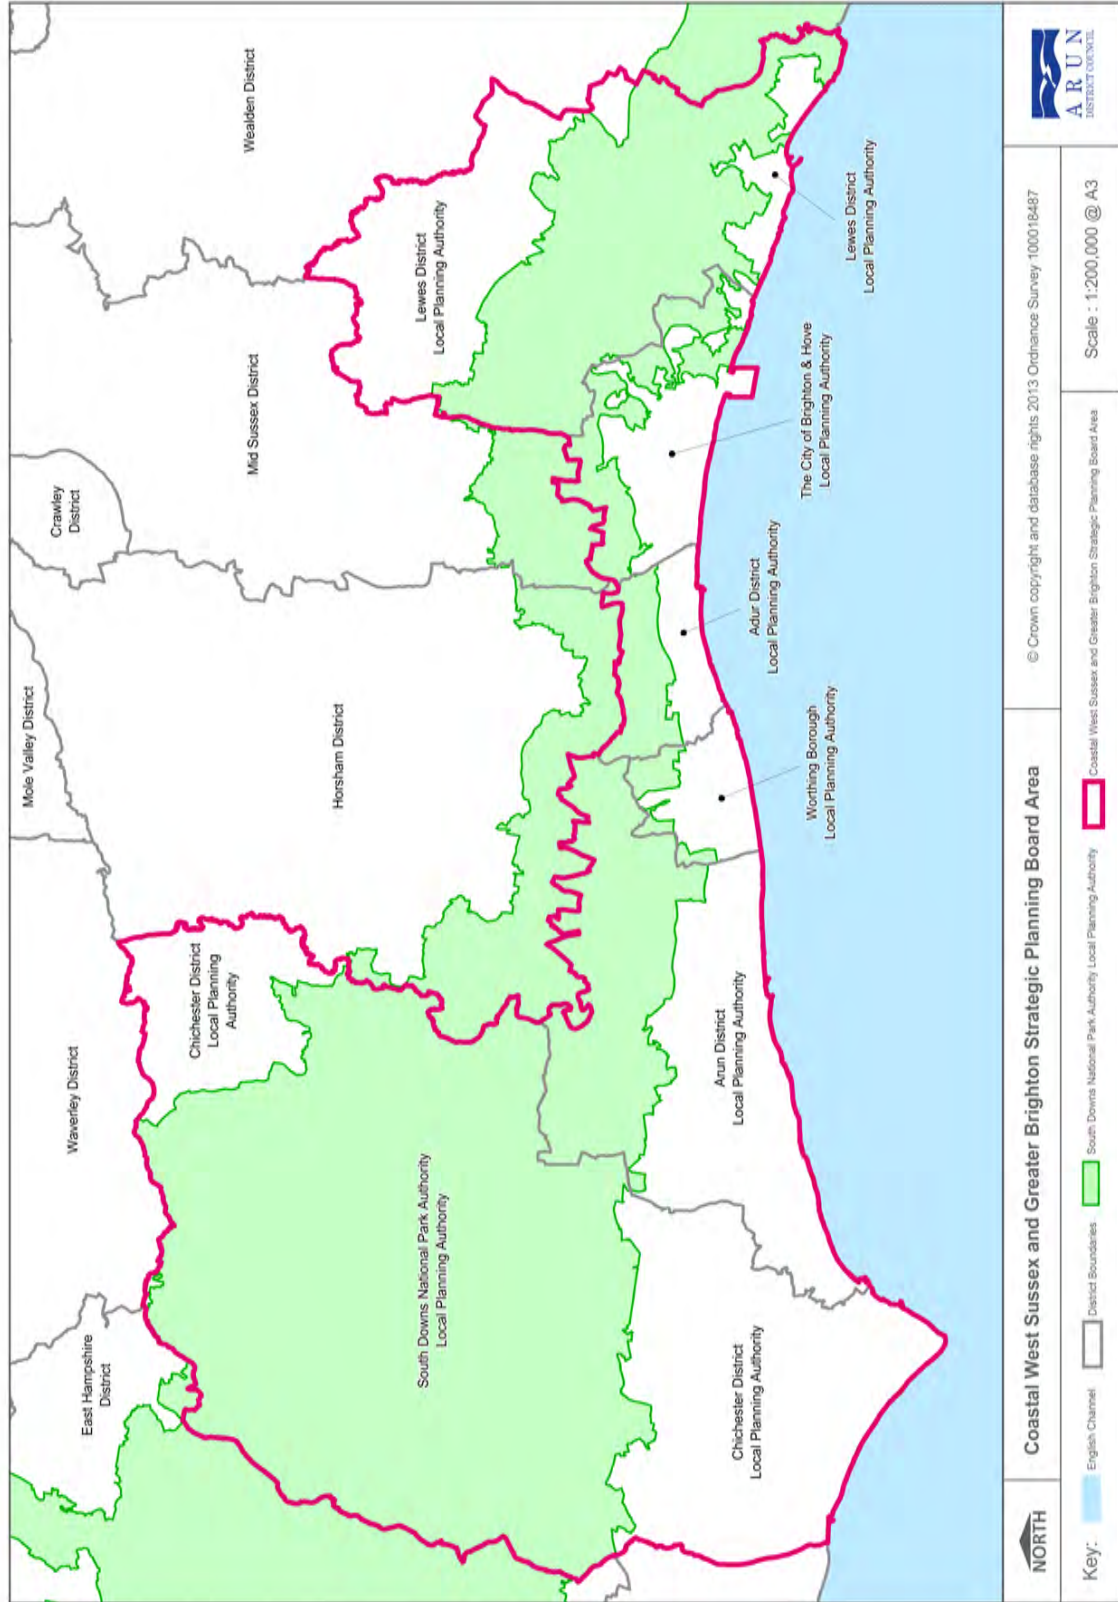 Mole Valley District
Crawley
District
Wealden District
Waverley District
Mid Sussex District
East Hampshire
District
Horsham District
Chichester District
Local Planning
Authority
Lewes District
Local Planning Authority
South Downs National Park Authority
Local Planning Authority
Chichester District
Local Planning Authority
Arun District
Local Planning Authority
Worthing Borough
Local Planning Authority
Adur District
Local Planning Authority
The City of Brighton & Hove
Local Planning Authority
Lewes District
Local Planning Authority
NORTH
Coastal West Sussex and Greater Brighton Strategic Planning Board Area
© Crown copyright and database rights 2013 Ordnance Survey 100018487
ARUN
DISTRICT COUNCIL
Key:
English Channel
District Boundaries
South Downs National Park Authority Local Planning Authority
Coastal West Sussex and Greater Brighton Strategic Planning Board Area
Scale : 1:200,000 @ A3